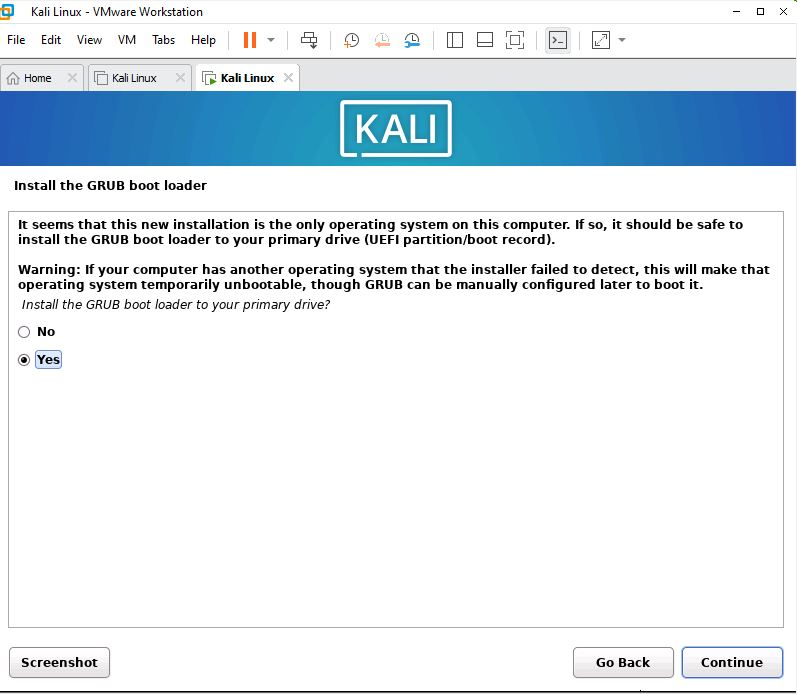 Kali Linux - VMware Workstation
File Edit View VM Tabs Help
Home Kali Linux Kali Linux
KALI
Install the GRUB boot loader
It seems that this new installation is the only operating system on this computer. If so, it should be safe to
install the GRUB boot loader to your primary drive (UEFI partition/boot record).
Warning: If your computer has another operating system that the installer failed to detect, this will make that
operating system temporarily unbootable, though GRUB can be manually configured later to boot it.
Install the GRUB boot loader to your primary drive?
No
Yes
Screenshot Go Back Continue